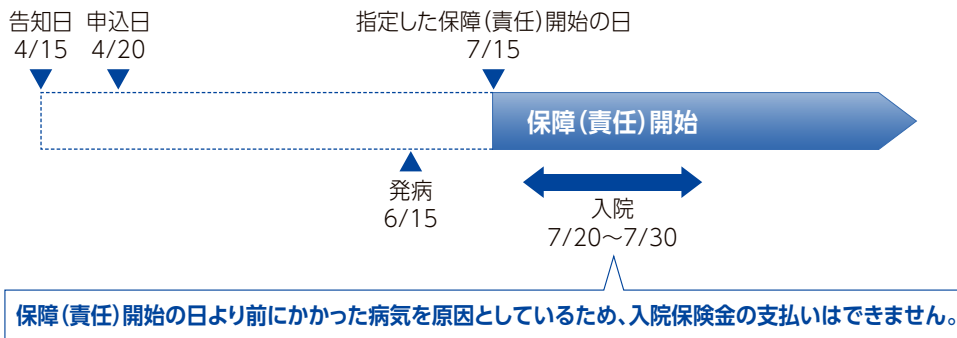 告知日 申込日 指定した保障(責任)開始の日
4/15 4/20 7/15
保障(責任)開始
発病
6/15
入院
7/20～7/30
保障(責任)開始の日より前にかかった病気を原因としているため、入院保険金の支払いはできません。